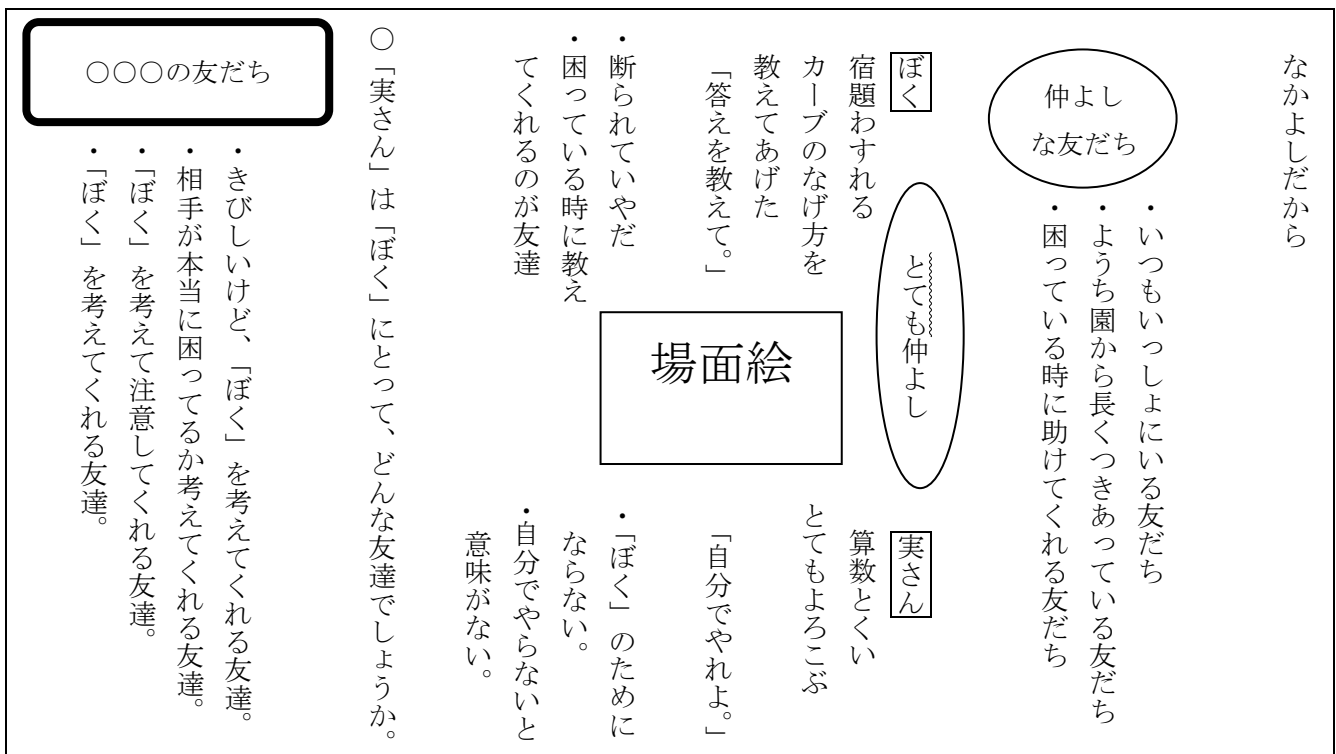 なかよしだから
仲よし
な友だち
・いつもいっしょにいる友だち
・ようち園から長くつきあっている友だち
・困っている時に助けてくれる友だち
とても仲よし
ぼく
宿題わすれる
カーブのなげ方を
教えてあげた
「答えを教えて。」
・断られていやだ
・困っている時に教え
てくれるのが友達
場面絵
実さん
算数とくい
とてもよろこぶ
「自分でやれよ。」
・「ぼく」のために
ならない。
・自分でやらないと
意味がない。
○「実さん」は「ぼく」にとって、どんな友達でしょうか。
○○○の友だち
・きびしいけど、「ぼく」を考えてくれる友達。
・相手が本当に困ってるか考えてくれる友達。
・「ぼく」を考えて注意してくれる友達。
・「ぼく」を考えてくれる友達。